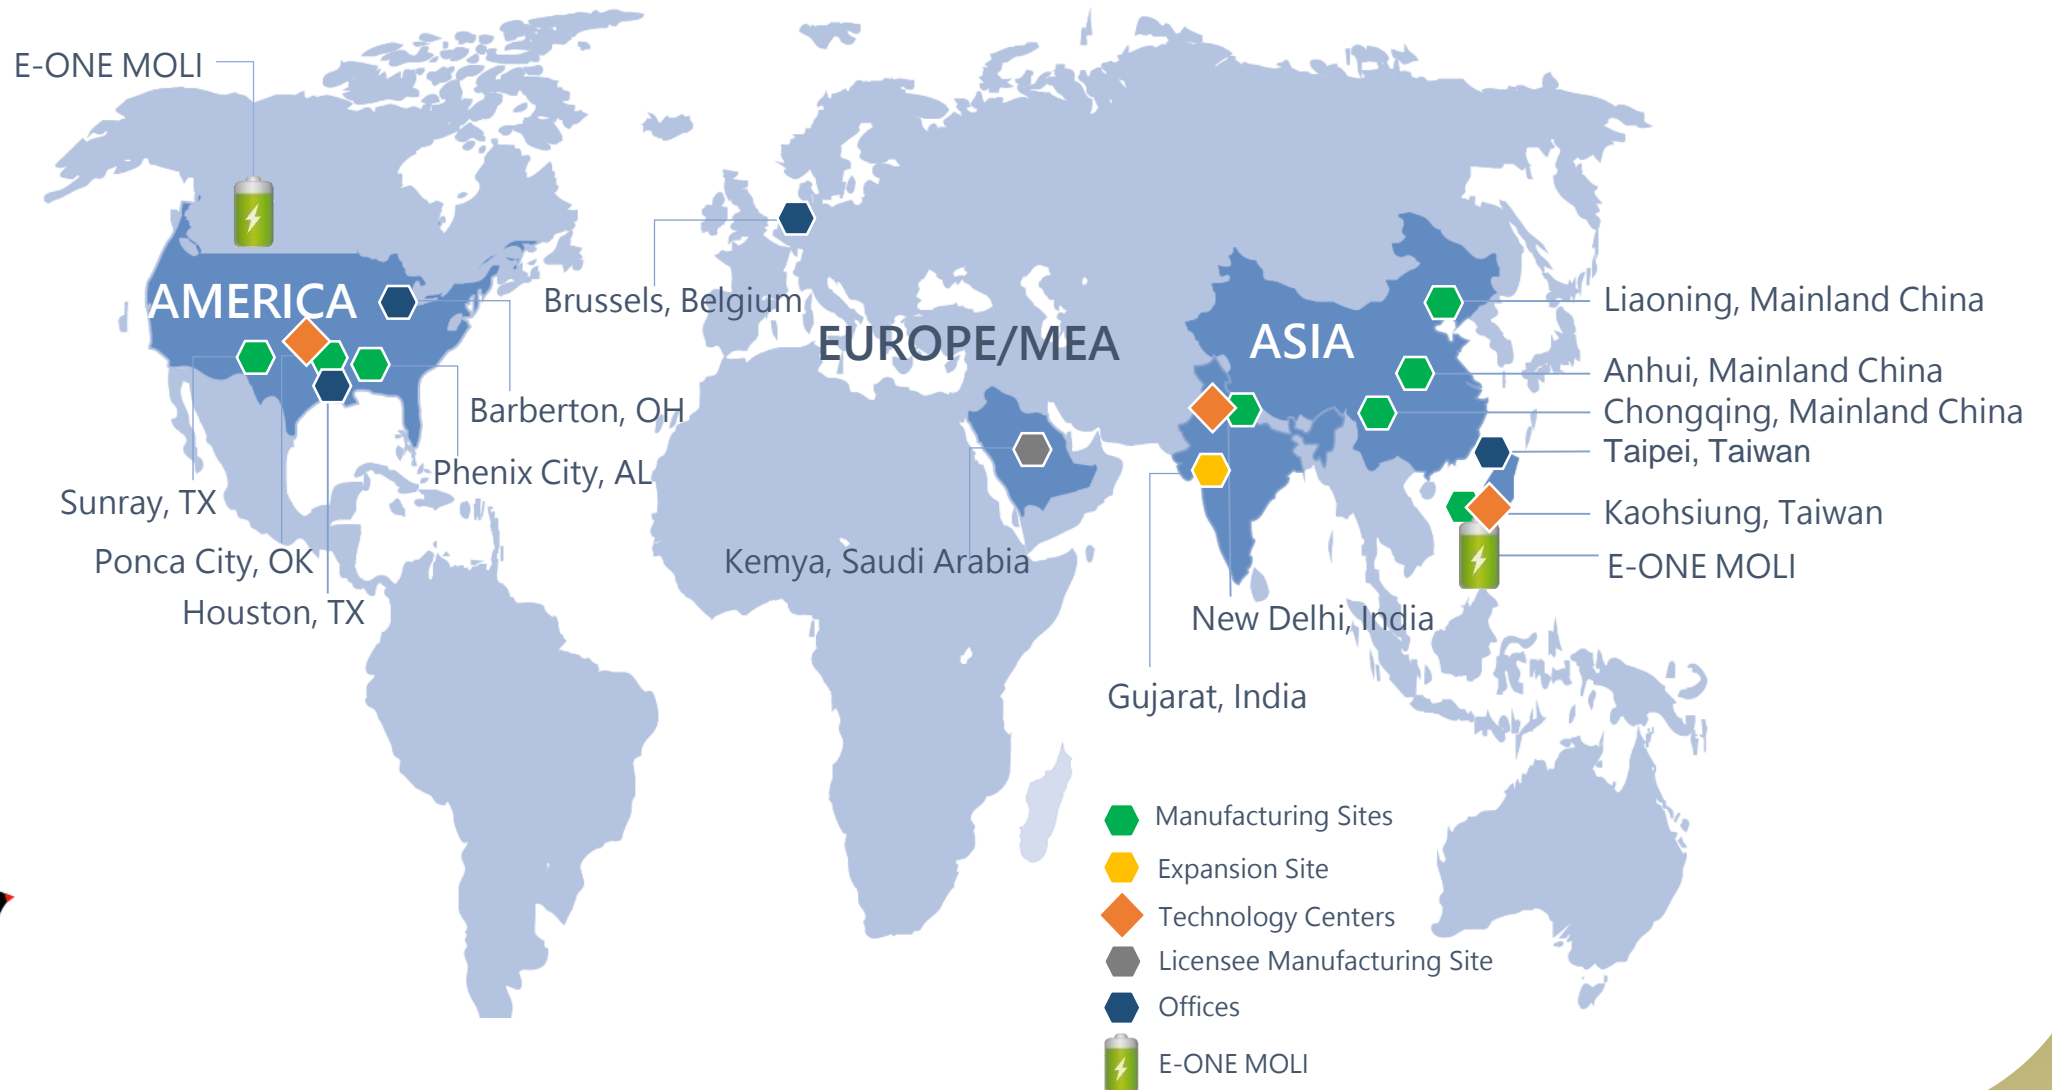 E-ONE MOLI
AMERICA
Brussels, Belgium
EUROPE/MEA
ASIA
Liaoning, Mainland China
Anhui, Mainland China
Chongqing, Mainland China
Taipei, Taiwan
Kaohsiung, Taiwan
E-ONE MOLI
Barberton, OH
Phenix City, AL
Sunray, TX
Ponca City, OK
Houston, TX
Kemya, Saudi Arabia
New Delhi, India
Gujarat, India
Manufacturing Sites
Expansion Site
Technology Centers
Licensee Manufacturing Site
Offices
E-ONE MOLI